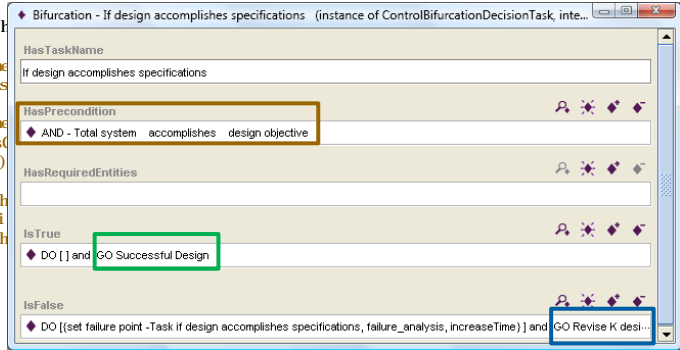 Bifurcation - If design accomplishes specifications (instance of ControlBifurcationDecisionTask, inte...
HasTaskName
If design accomplishes specifications
HasPrecondition
AND - Total system accomplishes design objective
HasRequiredEntities
IsTrue
DO [ ] and GO Successful Design
IsFalse
DO [{set failure point -Task if design accomplishes specifications, failure_analysis, increaseTime} ] and GO Revise K desi...